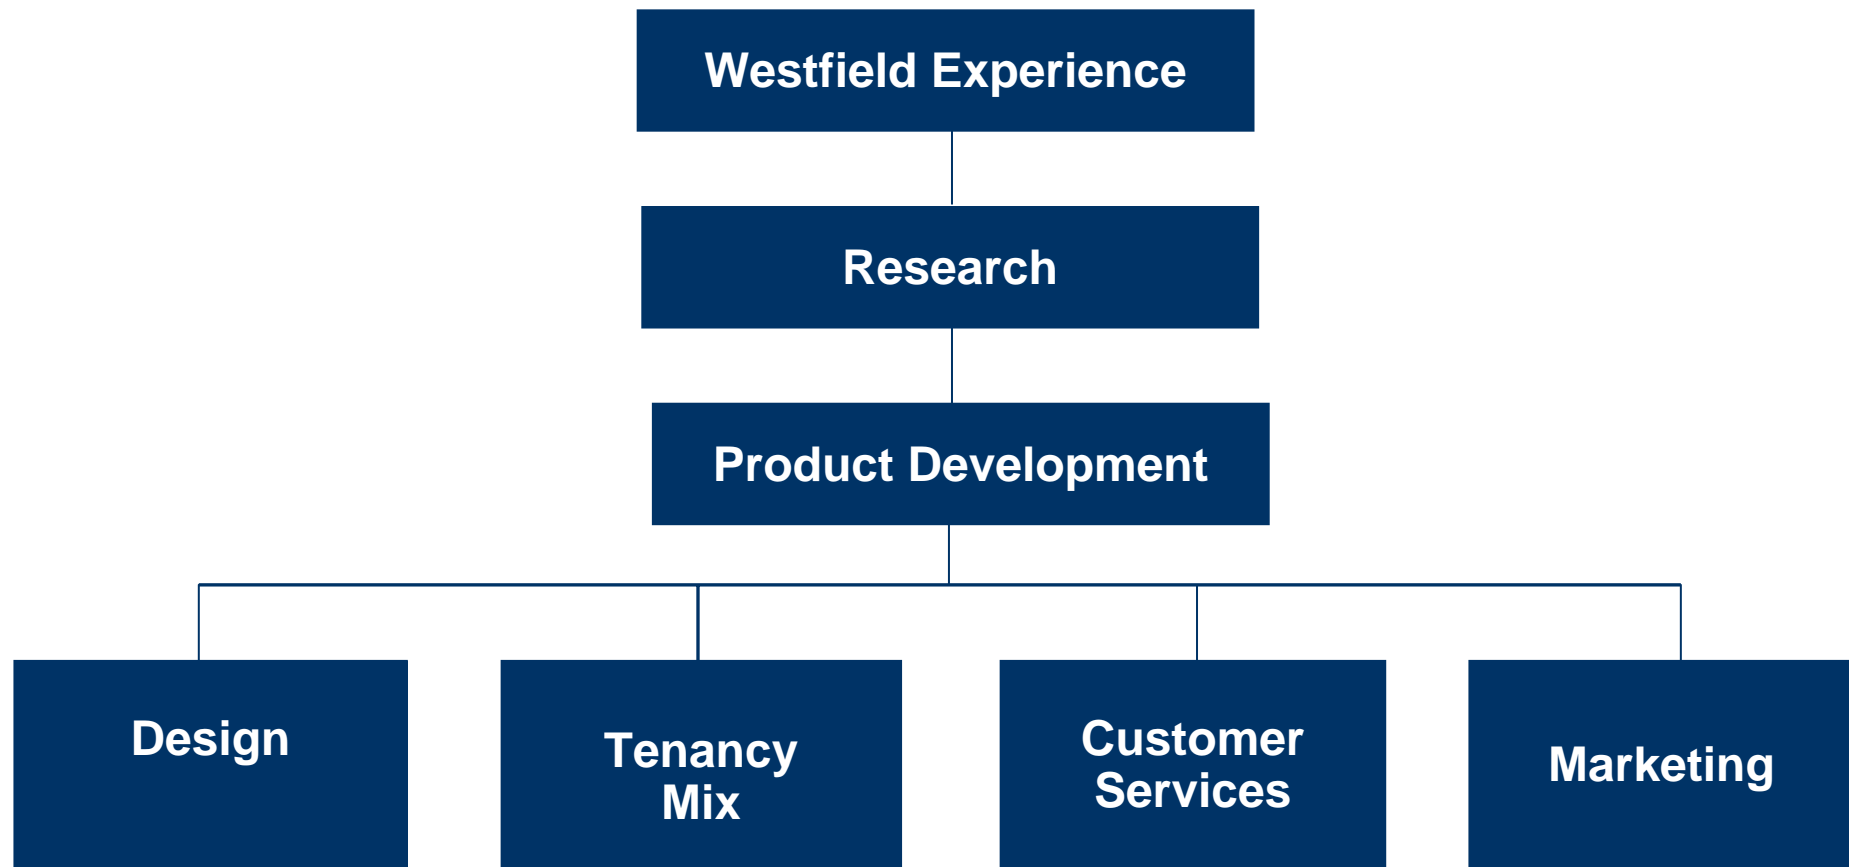 Westfield Experience
Research
Product Development
Design
Tenancy
Mix
Customer
Services
Marketing